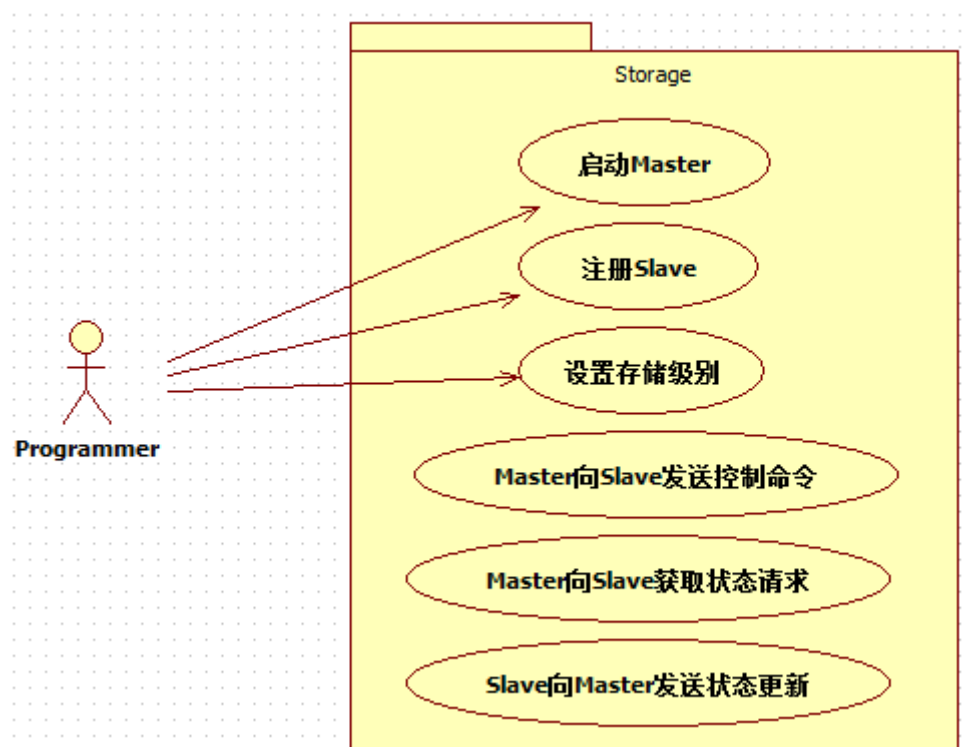 Storage
启动Master
注册Slave
设置存储级别
Programmer
Master向Slave发送控制命令
Master向Slave获取状态请求
Slave向Master发送状态更新